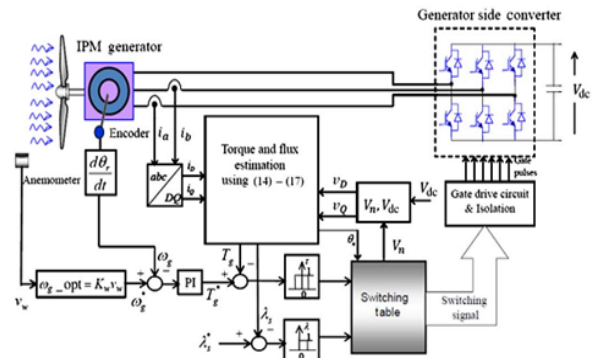 Generator side converter
IPM generator
V_dc
Encoder
i_a
i_b
Anemometer
dθ_r
dt
abc
DQ
i_D
i_Q
Torque and flux
estimation
using (14) – (17)
v_D
v_Q
V_n, V_dc
V_dc
Gate
pulses
Gate drive circuit
& Isolation
ω_g
T_g
θ_s
V_n
τ
0
v_w
ω_g_opt = K_w v_w
+
−
ω_g^*
PI
T_g^*
+
−
λ_s
Switching
table
Switching
signal
λ_s^*
+
−
λ
0